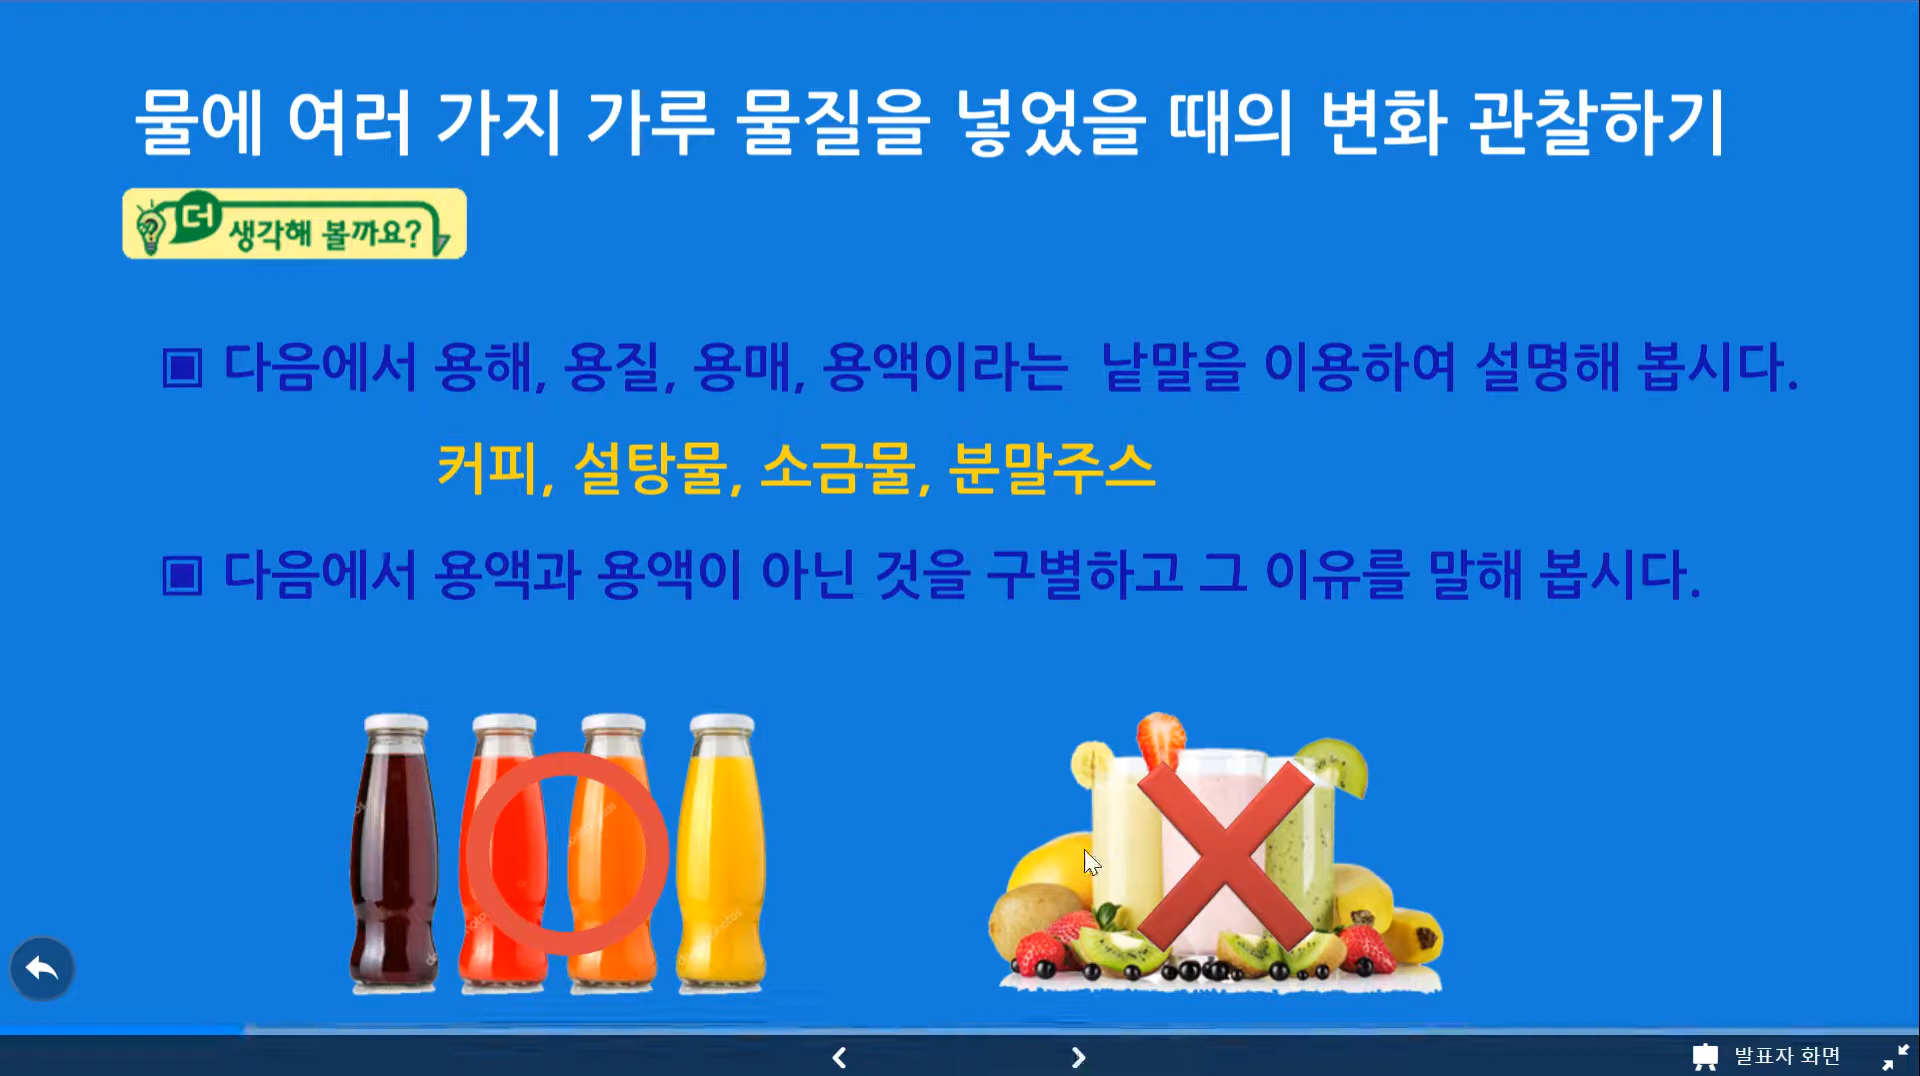 물에 여러 가지 가루 물질을 넣었을 때의 변화 관찰하기
더 생각해 볼까요?
▣ 다음에서 용해, 용질, 용매, 용액이라는 낱말을 이용하여 설명해 봅시다.
커피, 설탕물, 소금물, 분말주스
▣ 다음에서 용액과 용액이 아닌 것을 구별하고 그 이유를 말해 봅시다.
발표자 화면